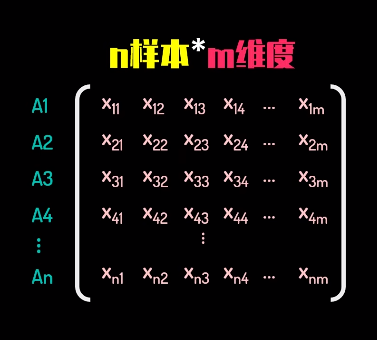 n样本*m维度
A1 x11 x12 x13 x14 ... x1m
A2 x21 x22 x23 x24 ... x2m
A3 x31 x32 x33 x34 ... x3m
A4 x41 x42 x43 x44 ... x4m
⋮ ⋮
An xn1 xn2 xn3 xn4 ... xnm